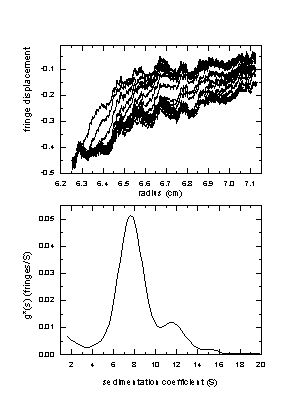 fringe displacement
-0.1
-0.2
-0.3
-0.4
-0.5
6.2 6.3 6.4 6.5 6.6 6.7 6.8 6.9 7.0 7.1
radius (cm)
g*(s) (fringes/S)
0.05
0.04
0.03
0.02
0.01
0.00
2 4 6 8 10 12 14 16 18 20
sedimentation coefficient (S)